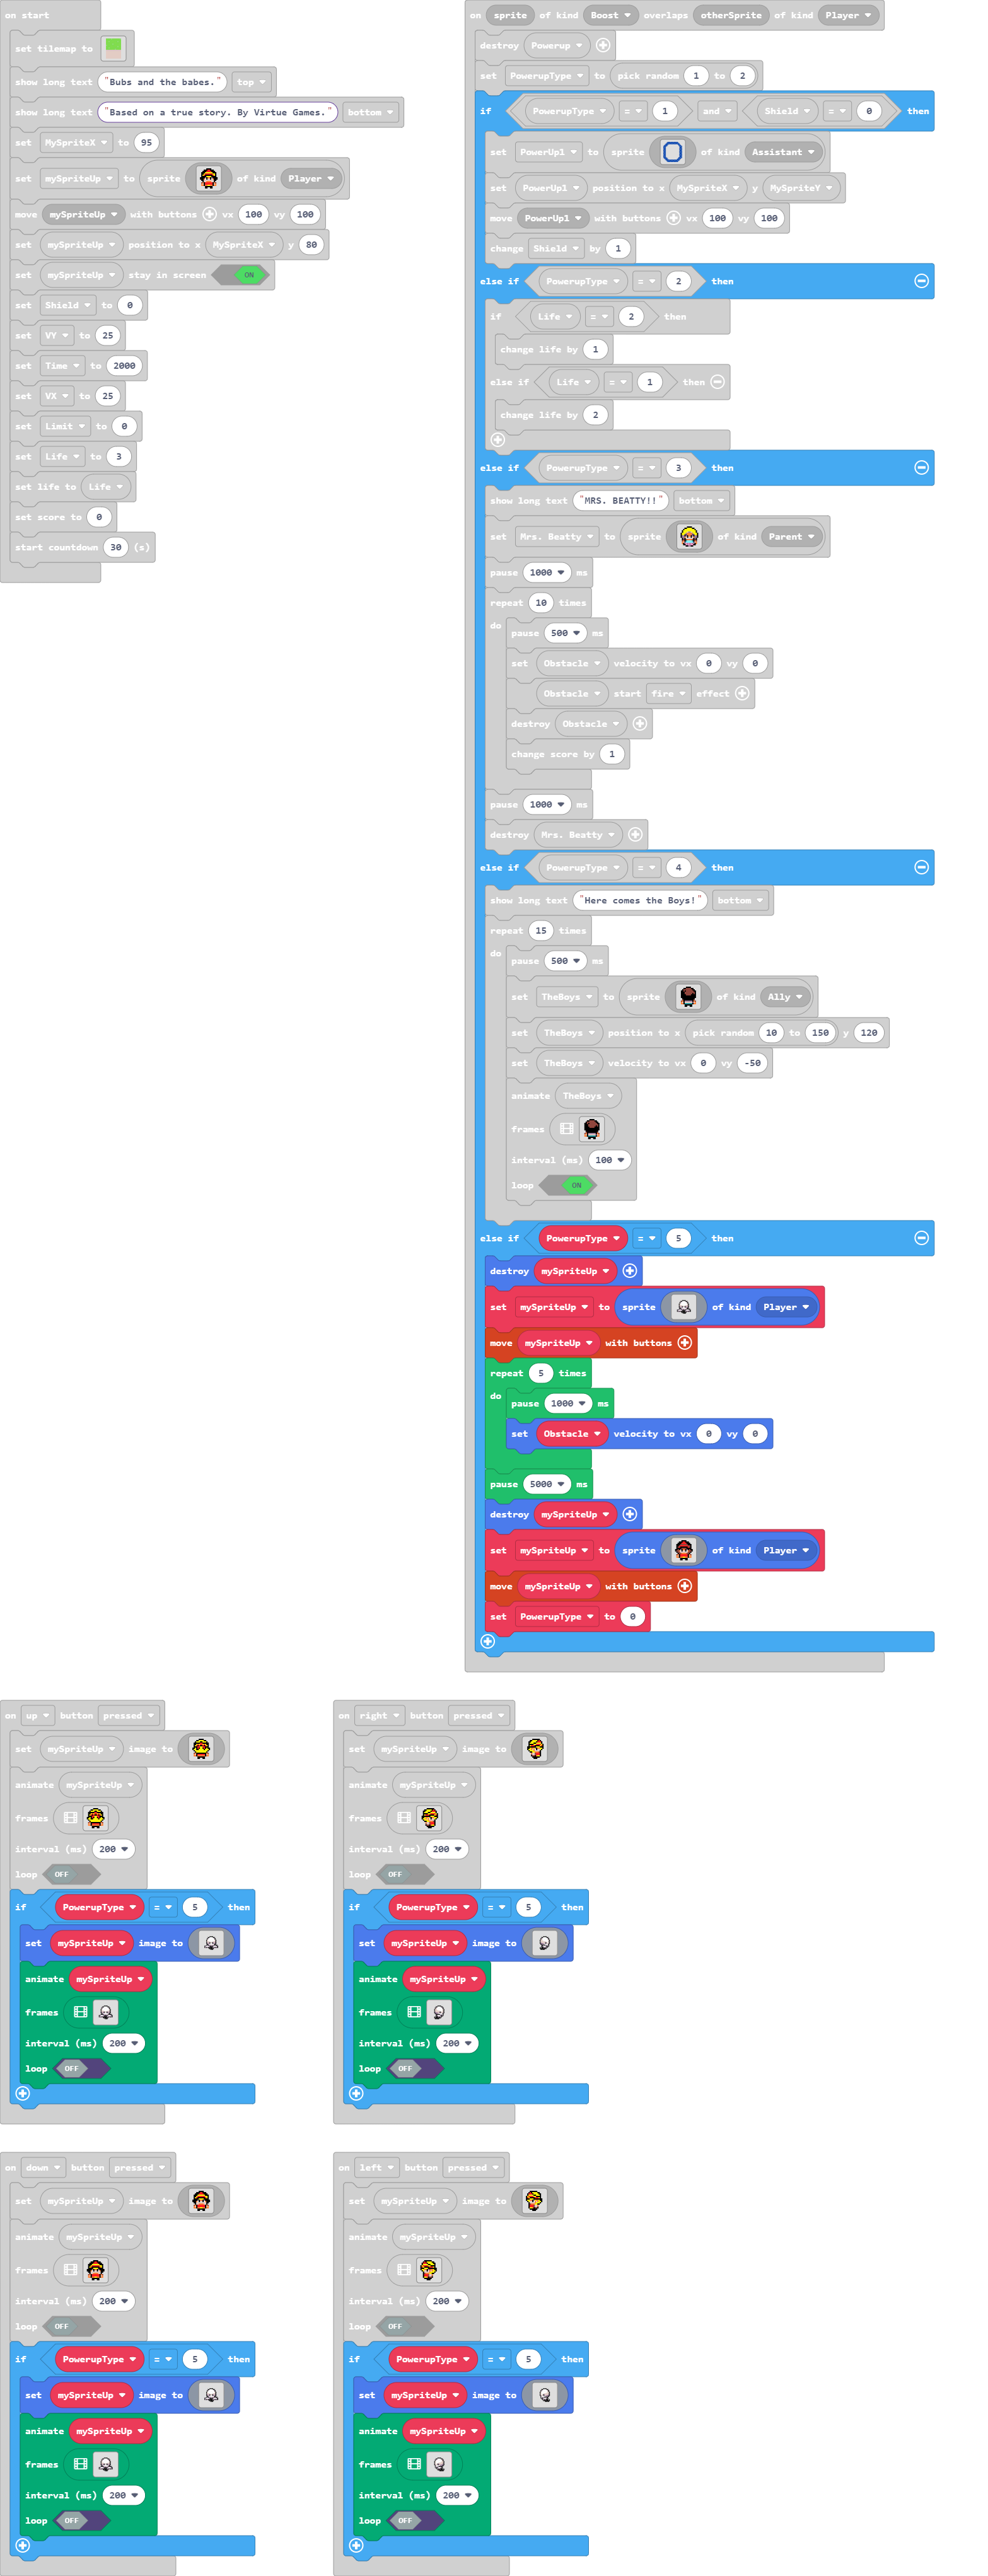 on start
set tilemap to
show long text "Bubs and the babes." top
show long text "Based on a true story. By Virtue Games." bottom
set MySpriteX to 95
set mySpriteUp to sprite of kind Player
move mySpriteUp with buttons vx 100 vy 100
set mySpriteUp position to x MySpriteX y 80
set mySpriteUp stay in screen ON
set Shield to 0
set VY to 25
set Time to 2000
set VX to 25
set Limit to 0
set Life to 3
set life to Life
set score to 0
start countdown 30 (s)
on sprite of kind Boost overlaps otherSprite of kind Player
destroy Powerup
set PowerupType to pick random 1 to 2
if PowerupType = 1 and Shield = 0 then
set PowerUp1 to sprite of kind Assistant
set PowerUp1 position to x MySpriteX y MySpriteY
move PowerUp1 with buttons vx 100 vy 100
change Shield by 1
else if PowerupType = 2 then
if Life = 2 then
change life by 1
else if Life = 1 then
change life by 2
else if PowerupType = 3 then
show long text "MRS. BEATTY!!" bottom
set Mrs. Beatty to sprite of kind Parent
pause 1000 ms
repeat 10 times
do pause 500 ms
set Obstacle velocity to vx 0 vy 0
Obstacle start fire effect
destroy Obstacle
change score by 1
pause 1000 ms
destroy Mrs. Beatty
else if PowerupType = 4 then
show long text "Here comes the Boys!" bottom
repeat 15 times
do pause 500 ms
set TheBoys to sprite of kind Ally
set TheBoys position to x pick random 10 to 150 y 120
set TheBoys velocity to vx 0 vy -50
animate TheBoys
frames
interval (ms) 100
loop ON
else if PowerupType = 5 then
destroy mySpriteUp
set mySpriteUp to sprite of kind Player
move mySpriteUp with buttons
repeat 5 times
do pause 1000 ms
set Obstacle velocity to vx 0 vy 0
pause 5000 ms
destroy mySpriteUp
set mySpriteUp to sprite of kind Player
move mySpriteUp with buttons
set PowerupType to 0
on up button pressed
set mySpriteUp image to
animate mySpriteUp
frames
interval (ms) 200
loop OFF
if PowerupType = 5 then
set mySpriteUp image to
animate mySpriteUp
frames
interval (ms) 200
loop OFF
on right button pressed
set mySpriteUp image to
animate mySpriteUp
frames
interval (ms) 200
loop OFF
if PowerupType = 5 then
set mySpriteUp image to
animate mySpriteUp
frames
interval (ms) 200
loop OFF
on down button pressed
set mySpriteUp image to
animate mySpriteUp
frames
interval (ms) 200
loop OFF
if PowerupType = 5 then
set mySpriteUp image to
animate mySpriteUp
frames
interval (ms) 200
loop OFF
on left button pressed
set mySpriteUp image to
animate mySpriteUp
frames
interval (ms) 200
loop OFF
if PowerupType = 5 then
set mySpriteUp image to
animate mySpriteUp
frames
interval (ms) 200
loop OFF